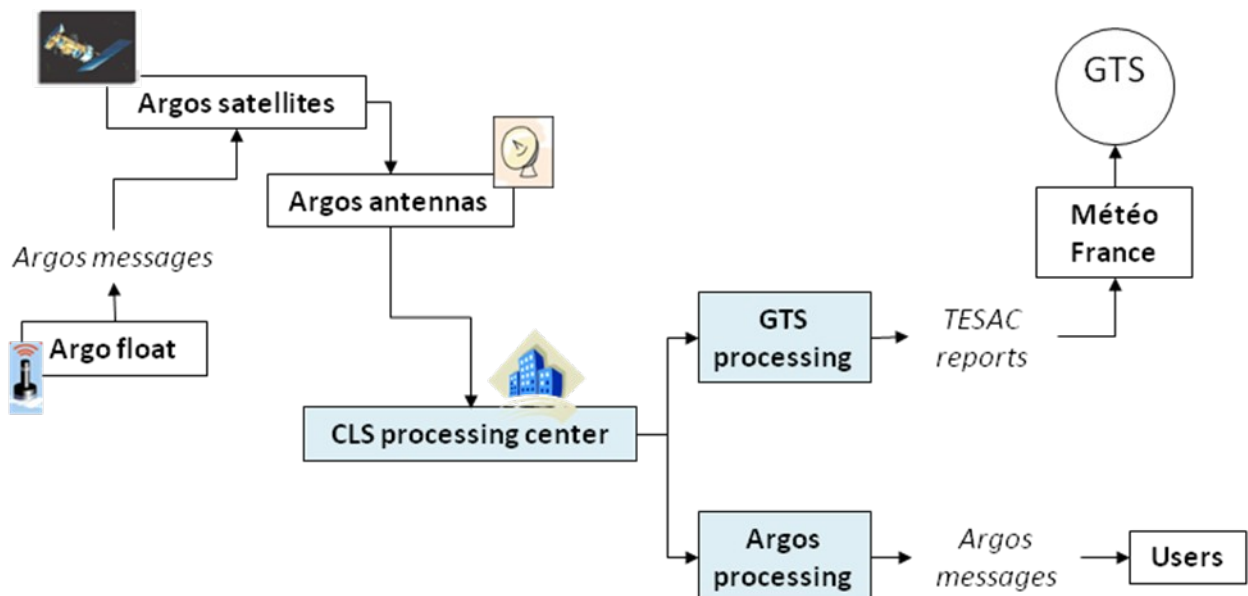 Argos satellites
GTS
Argos antennas
Météo
France
Argos messages
Argo float
GTS
processing
TESAC
reports
CLS processing center
Argos
processing
Argos
messages
Users